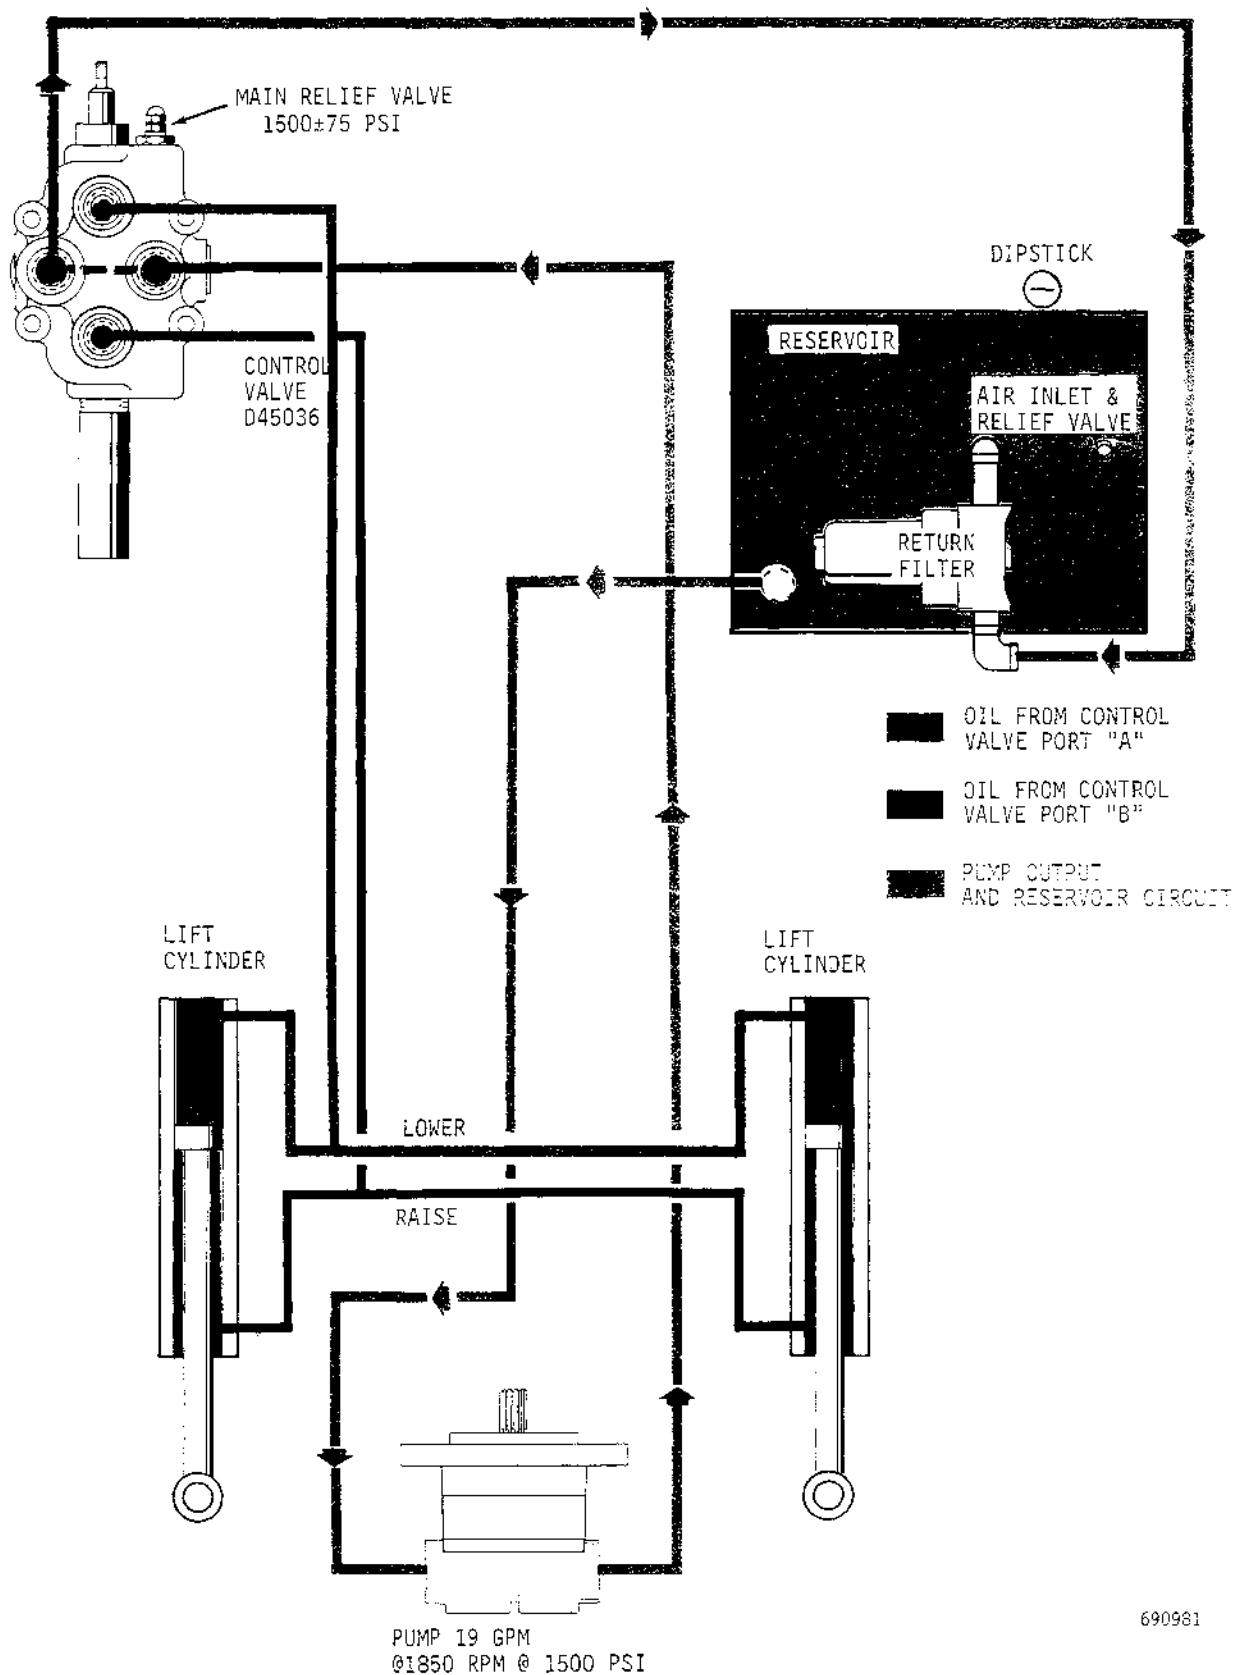 MAIN RELIEF VALVE
1500±75 PSI
DIPSTICK
RESERVOIR
AIR INLET &
RELIEF VALVE
CONTROL
VALVE
D45036
RETURN
FILTER
OIL FROM CONTROL
VALVE PORT "A"
OIL FROM CONTROL
VALVE PORT "B"
PUMP OUTPUT
AND RESERVOIR CIRCUIT
LIFT
CYLINDER
LIFT
CYLINDER
LOWER
RAISE
PUMP 19 GPM
@1850 RPM @ 1500 PSI
690981